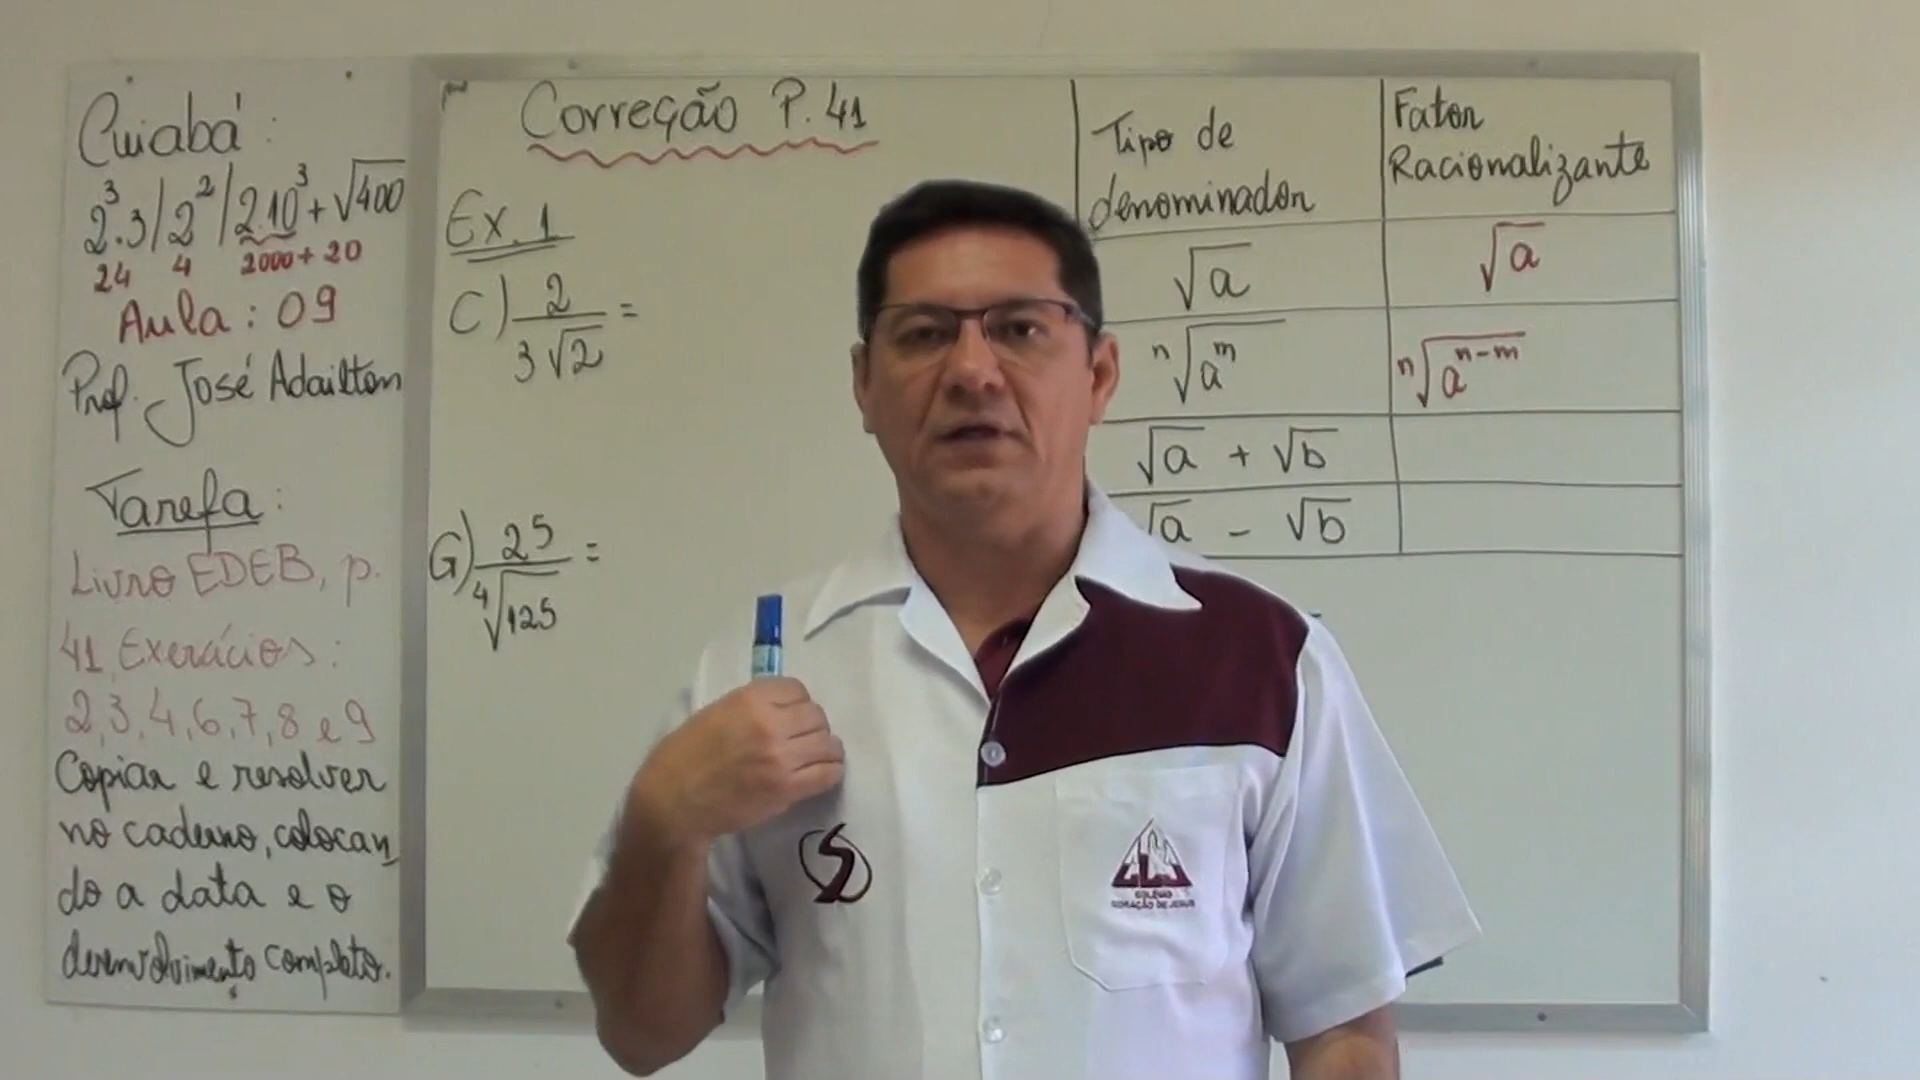 Cuiabá:
2³.3/2²/2.10³+√400
24 4 2000+20
Aula: 09
Prof. José Adailton
Tarefa:
Livro EDEB, p.
41 Exerácios:
2,3,4,6,7,8 e 9
Copiar e resolver
no caderno, colocan_
do a data e o
desenvolvimento completo.
Correção P.41
Ex. 1
C) 2/3√2 =
G) 25/⁴√125 =
Tipo de
denominador
Fator
Racionalizante
√a √a
ⁿ√aᵐ ⁿ√aⁿ⁻ᵐ
√a + √b
√a - √b
COLÉGIO
CORAÇÃO DE JESUS